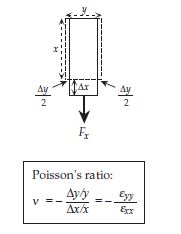 y
x
Δx
Δy/2 Δy/2
Fx
Poisson's ratio:
ν = - Δy/y / Δx/x = - εyy / εxx